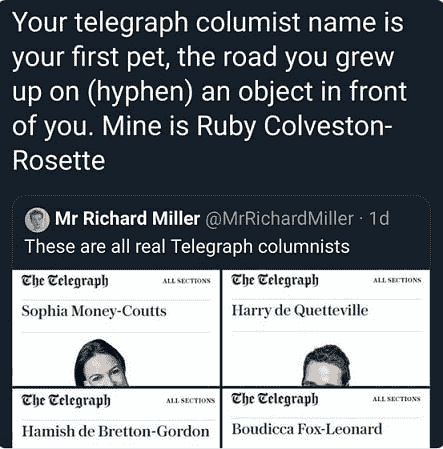 Your telegraph columist name is
your first pet, the road you grew
up on (hyphen) an object in front
of you. Mine is Ruby Colveston-
Rosette
Mr Richard Miller @MrRichardMiller · 1d
These are all real Telegraph columnists
The Telegraph ALL SECTIONS
Sophia Money-Coutts
The Telegraph ALL SECTIONS
Harry de Quetteville
The Telegraph ALL SECTIONS
Hamish de Bretton-Gordon
The Telegraph ALL SECTIONS
Boudicca Fox-Leonard